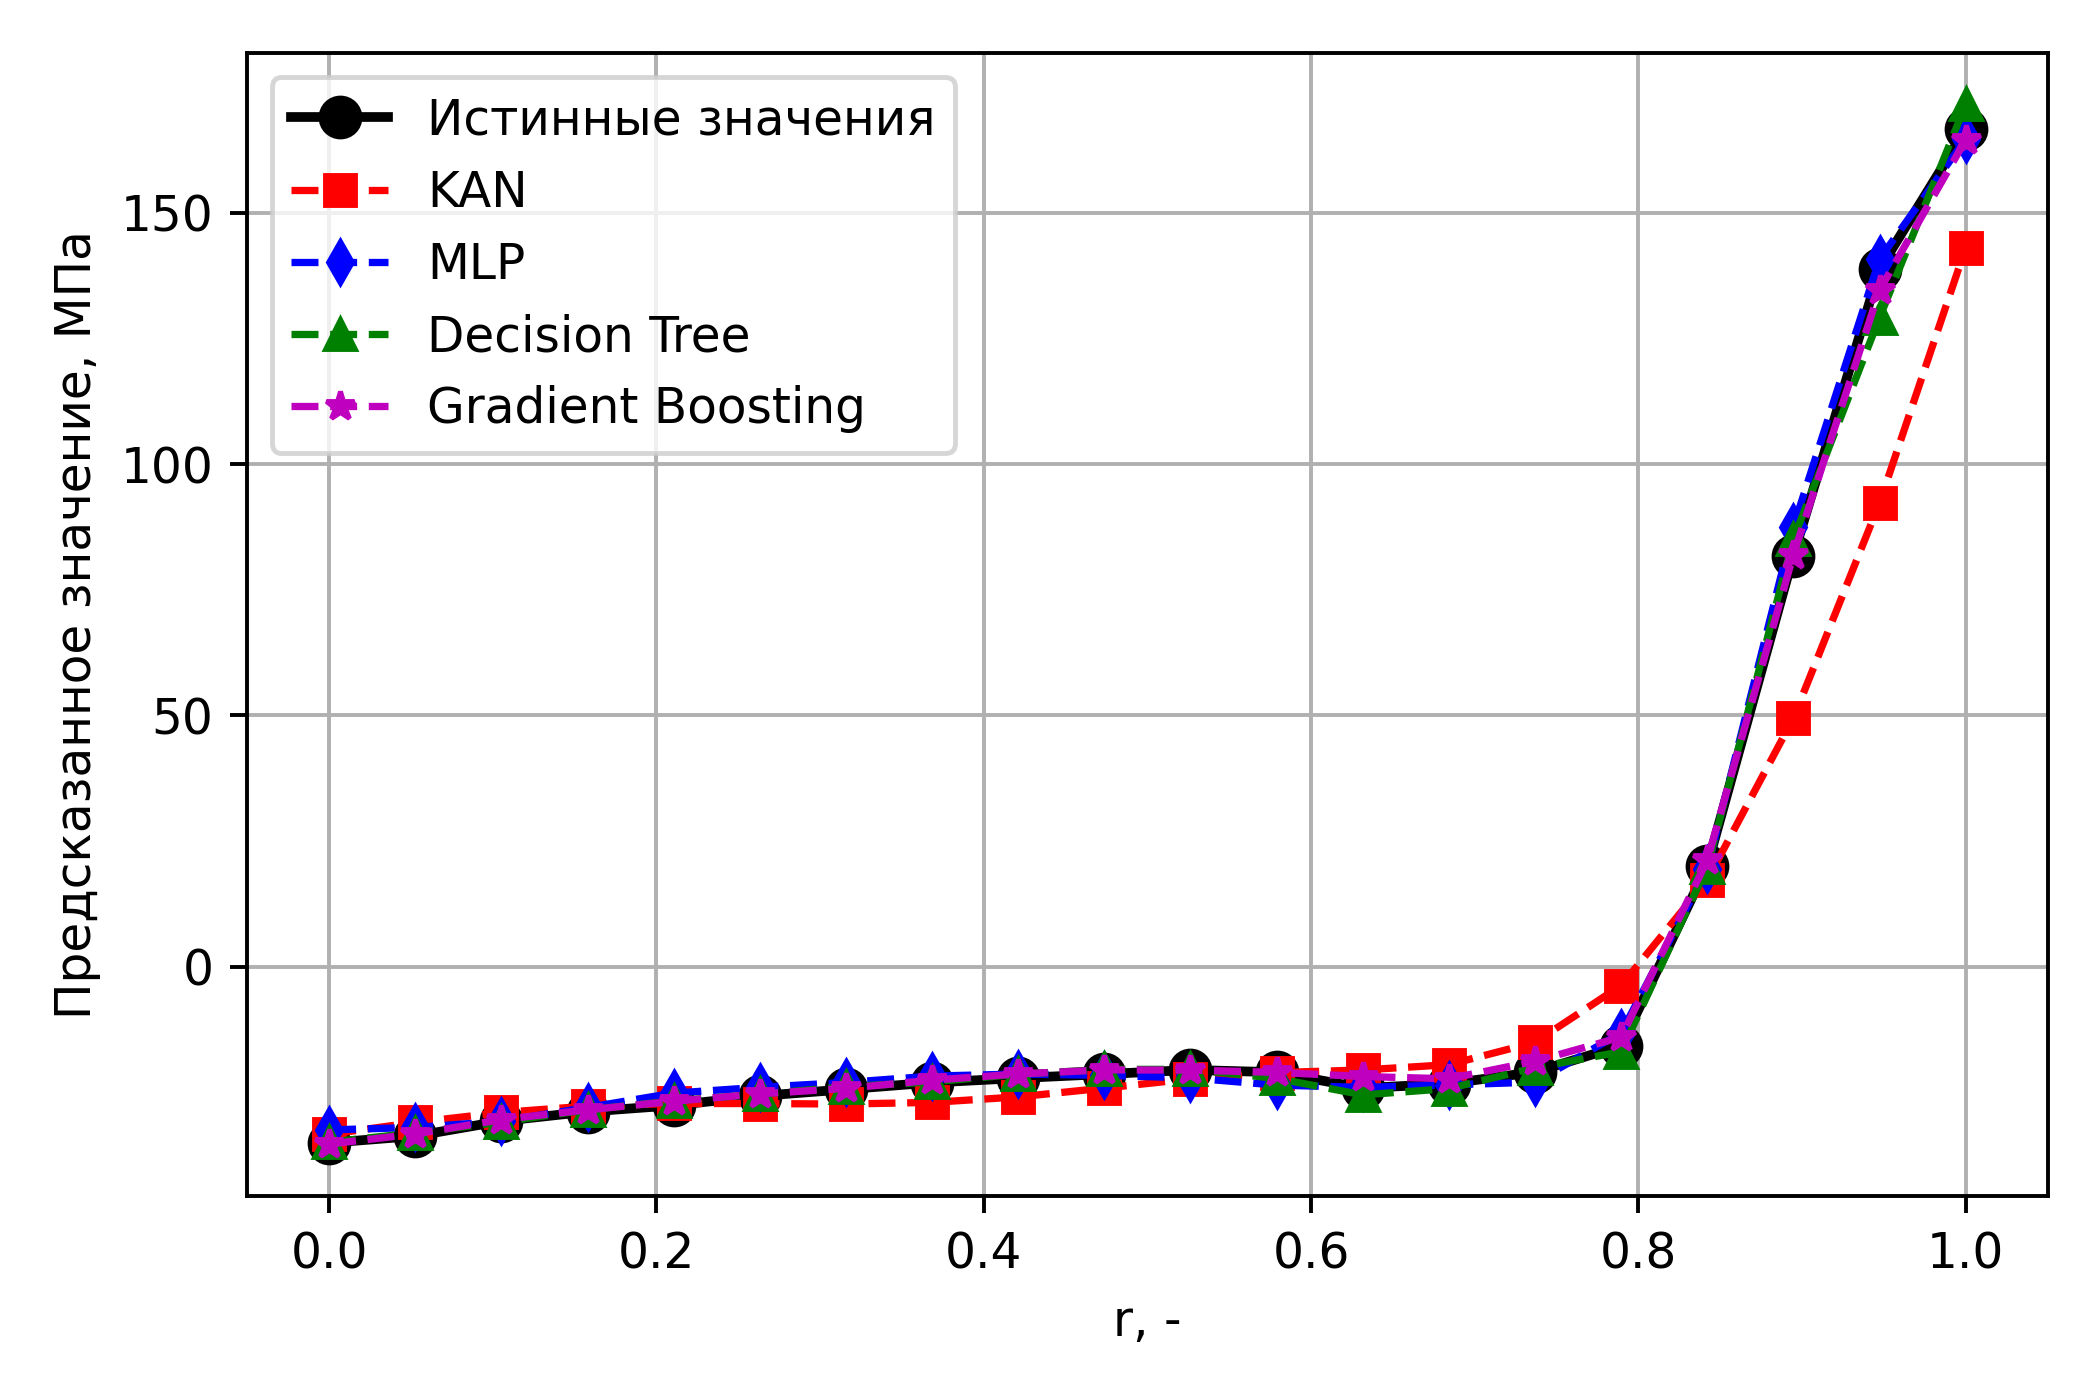 Истинные значения
KAN
MLP
Decision Tree
Gradient Boosting
Предсказанное значение, МПа
150
100
50
0
0.0 0.2 0.4 0.6 0.8 1.0
r, -